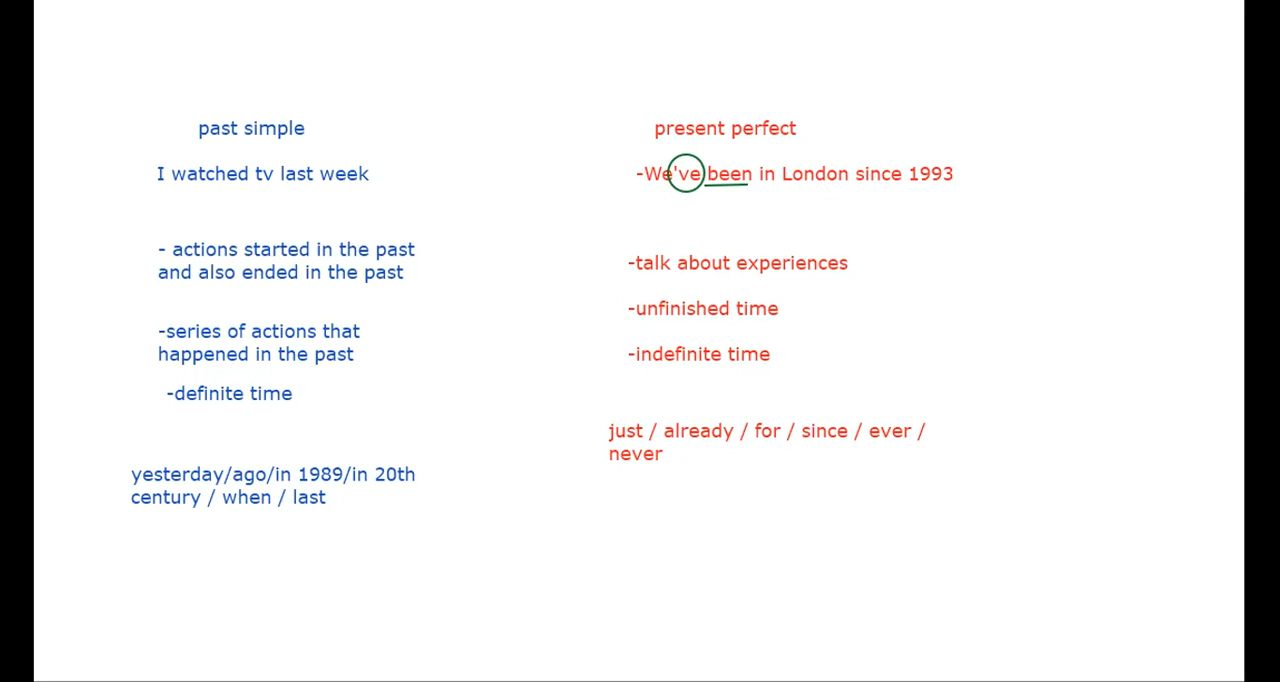 past simple
I watched tv last week
- actions started in the past
and also ended in the past
-series of actions that
happened in the past
-definite time
yesterday/ago/in 1989/in 20th
century / when / last
present perfect
-We've been in London since 1993
-talk about experiences
-unfinished time
-indefinite time
just / already / for / since / ever /
never